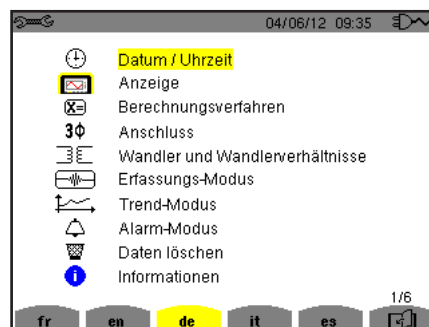 04/06/12 09:35
Datum / Uhrzeit
Anzeige
X= Berechnungsverfahren
3Φ Anschluss
Wandler und Wandlerverhältnisse
Erfassungs-Modus
Trend-Modus
Alarm-Modus
Daten löschen
i Informationen
1/6
fr en de it es